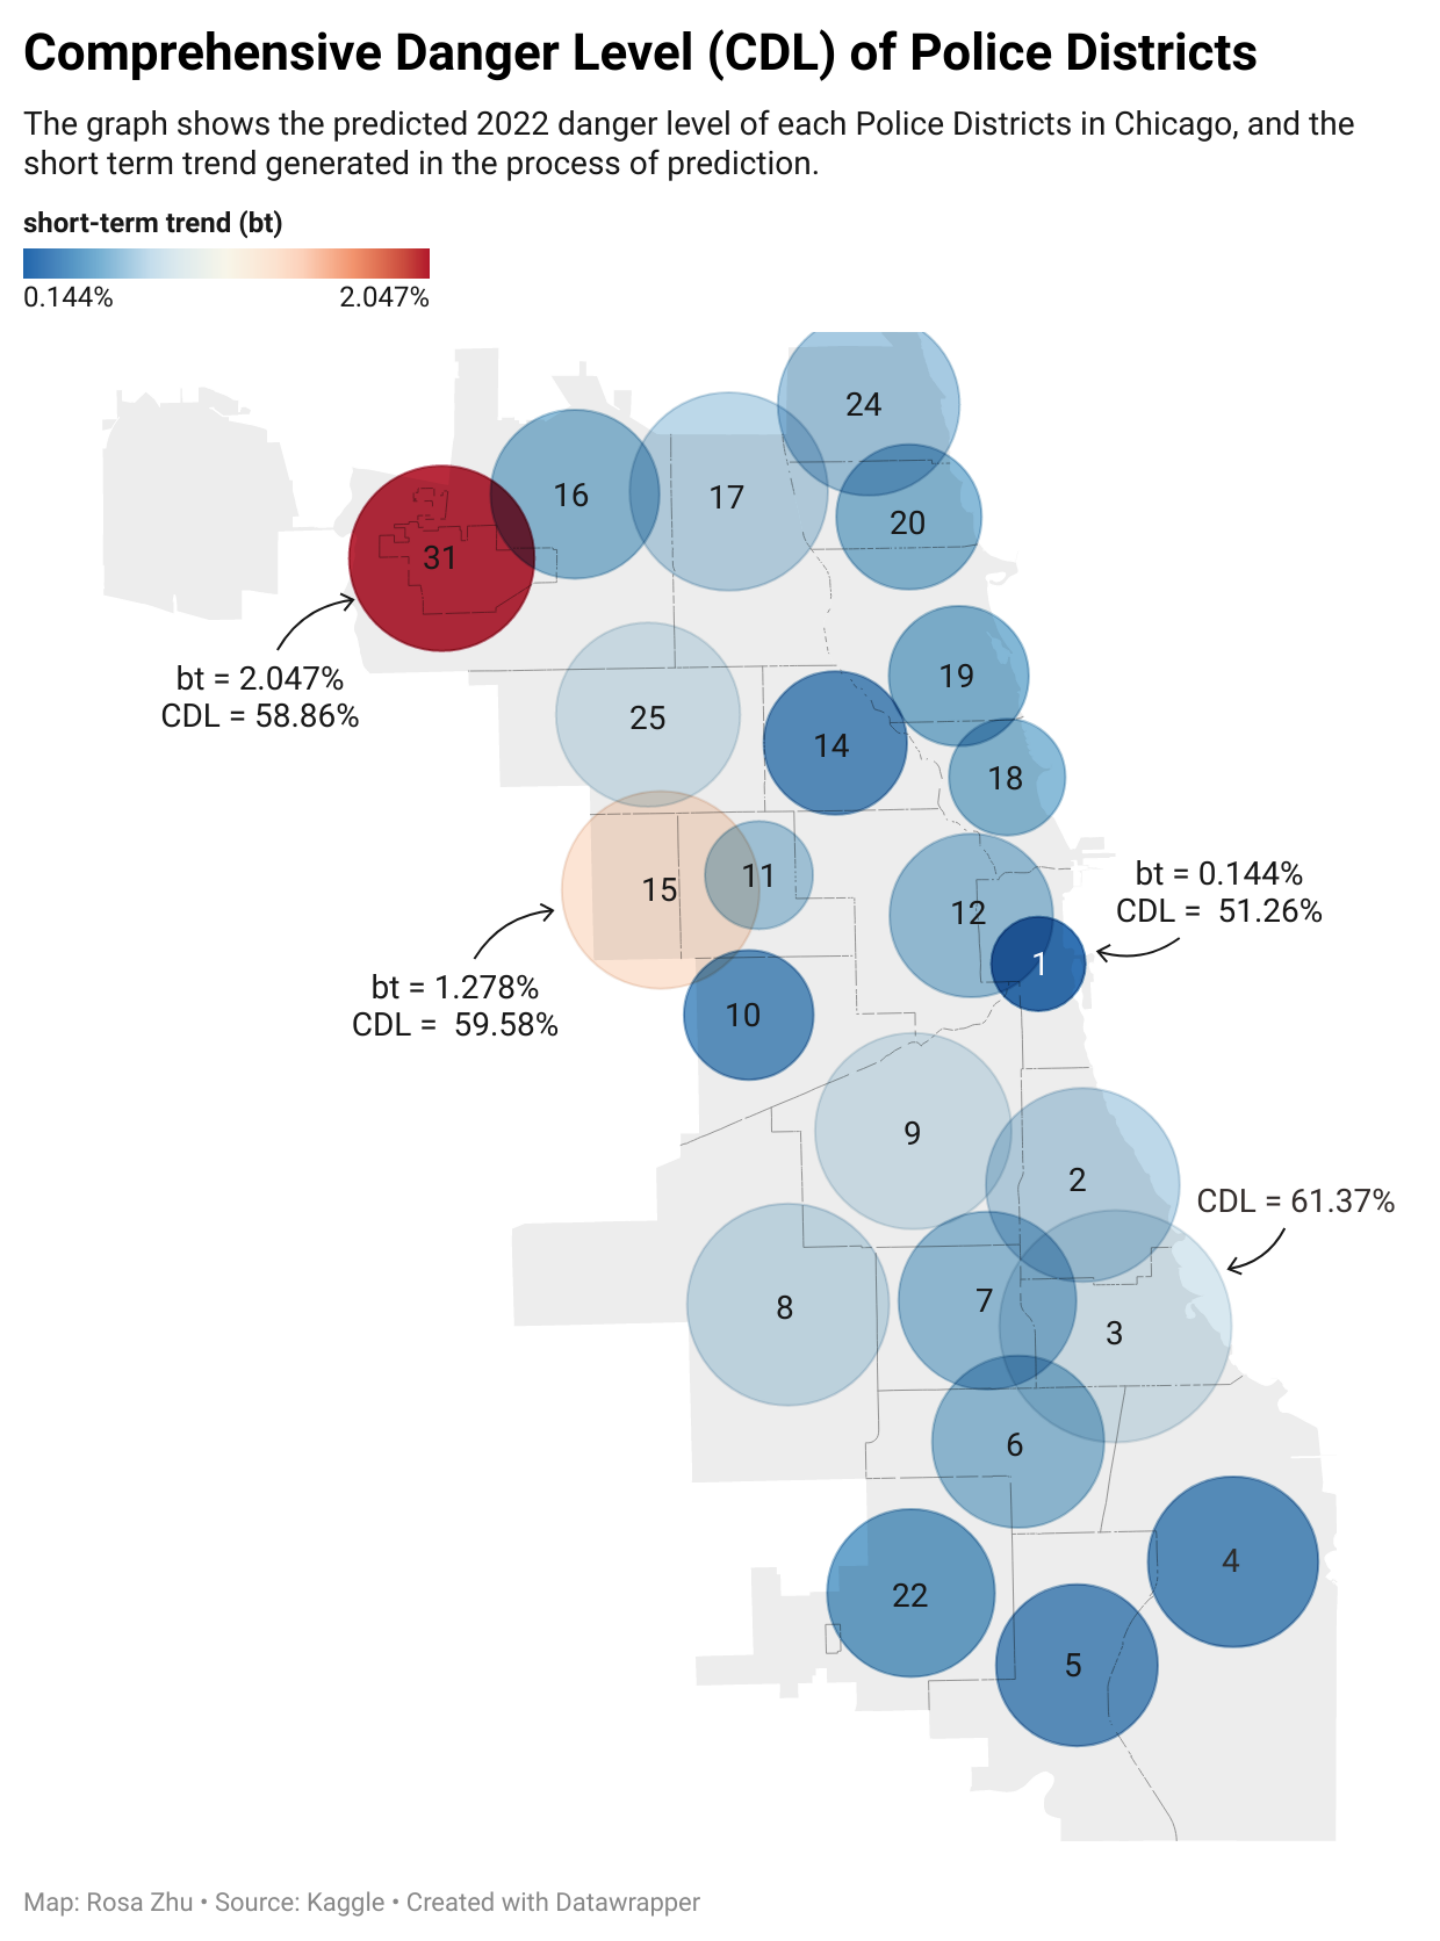 Comprehensive Danger Level (CDL) of Police Districts
The graph shows the predicted 2022 danger level of each Police Districts in Chicago, and the
short term trend generated in the process of prediction.
short-term trend (bt)
0.144%
2.047%
24
16
17
20
31
bt = 2.047%
CDL = 58.86%
19
25
14
18
15
11
bt = 0.144%
CDL = 51.26%
12
1
bt = 1.278%
CDL = 59.58%
10
9
2
CDL = 61.37%
8
7
3
6
4
22
5
Map: Rosa Zhu • Source: Kaggle • Created with Datawrapper